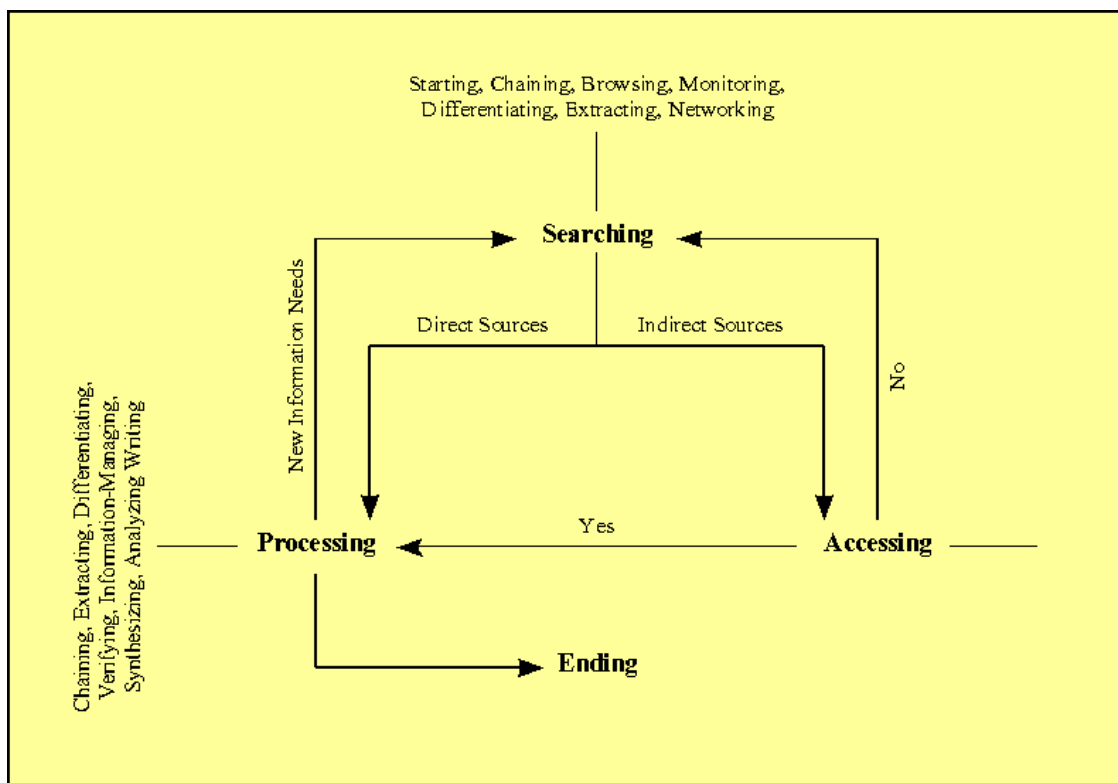 Starting, Chaining, Browsing, Monitoring,
Differentiating, Extracting, Networking
Searching
Direct Sources
Indirect Sources
New Information Needs
No
Chaining, Extracting, Differentiating,
Verifying, Information-Managing,
Synthesizing, Analyzing Writing
Processing
Yes
Accessing
Ending